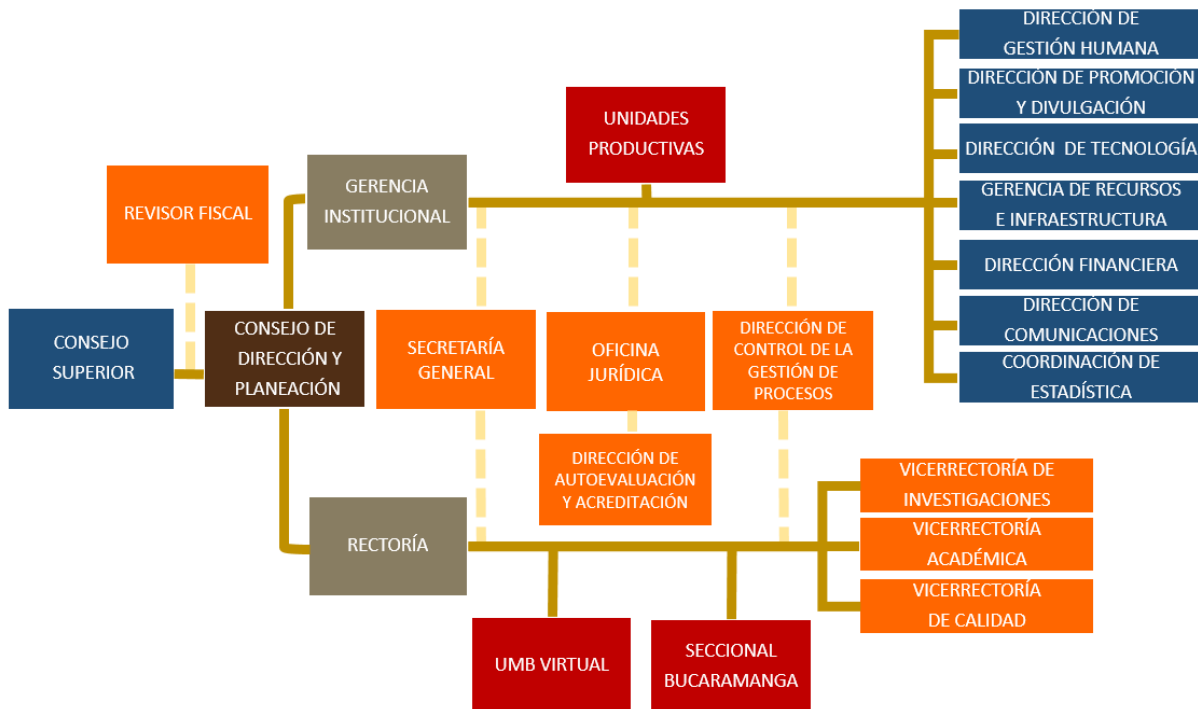 DIRECCIÓN DE
GESTIÓN HUMANA
DIRECCIÓN DE PROMOCIÓN
Y DIVULGACIÓN
UNIDADES
PRODUCTIVAS
DIRECCIÓN DE TECNOLOGÍA
GERENCIA
INSTITUCIONAL
GERENCIA DE RECURSOS
E INFRAESTRUCTURA
REVISOR FISCAL
DIRECCIÓN FINANCIERA
CONSEJO
SUPERIOR
CONSEJO DE
DIRECCIÓN Y
PLANEACIÓN
SECRETARÍA
GENERAL
OFICINA
JURÍDICA
DIRECCIÓN DE
CONTROL DE LA
GESTIÓN DE
PROCESOS
DIRECCIÓN DE
COMUNICACIONES
COORDINACIÓN DE
ESTADÍSTICA
DIRECCIÓN DE
AUTOEVALUACIÓN
Y ACREDITACIÓN
VICERRECTORÍA DE
INVESTIGACIONES
RECTORÍA
VICERRECTORÍA
ACADÉMICA
VICERRECTORÍA
DE CALIDAD
UMB VIRTUAL
SECCIONAL
BUCARAMANGA